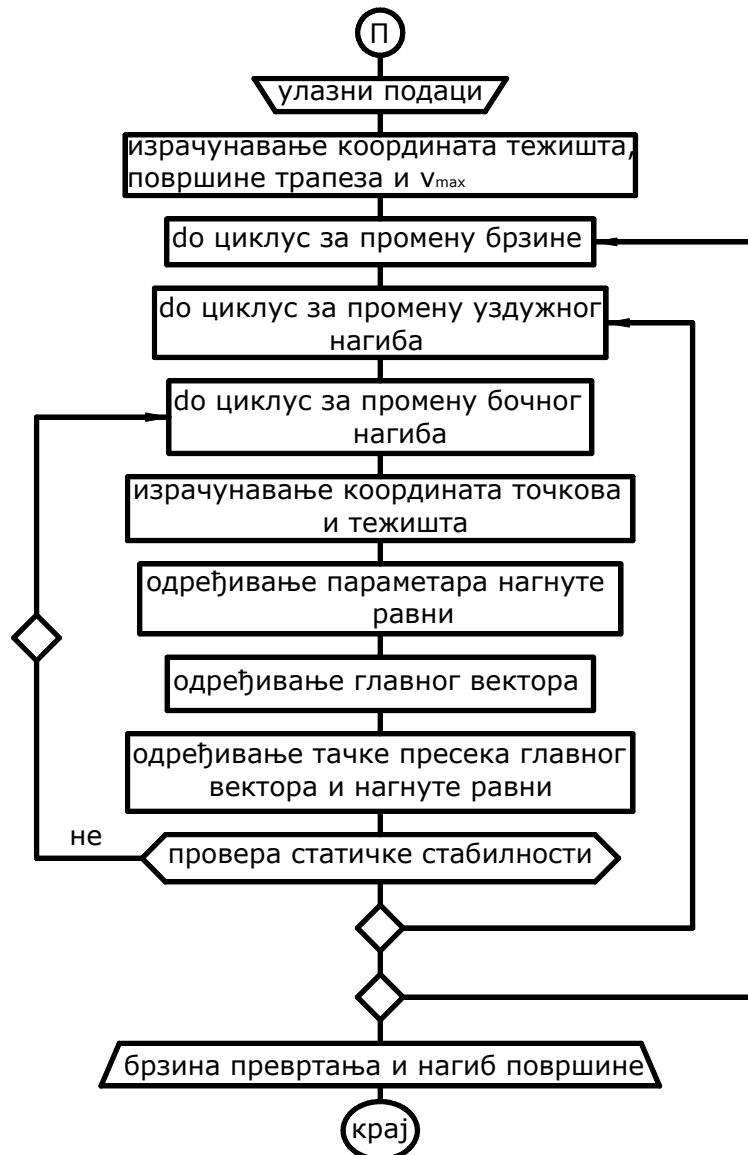 П
улазни подаци
израчунавање координата тежишта,
површине трапеза и vmax
do циклус за промену брзине
do циклус за промену уздужног
нагиба
do циклус за промену бочног
нагиба
израчунавање координата точкова
и тежишта
одређивање параметара нагнуте
равни
одређивање главног вектора
одређивање тачке пресека главног
вектора и нагнуте равни
не
провера статичке стабилности
брзина превртања и нагиб површине
крај